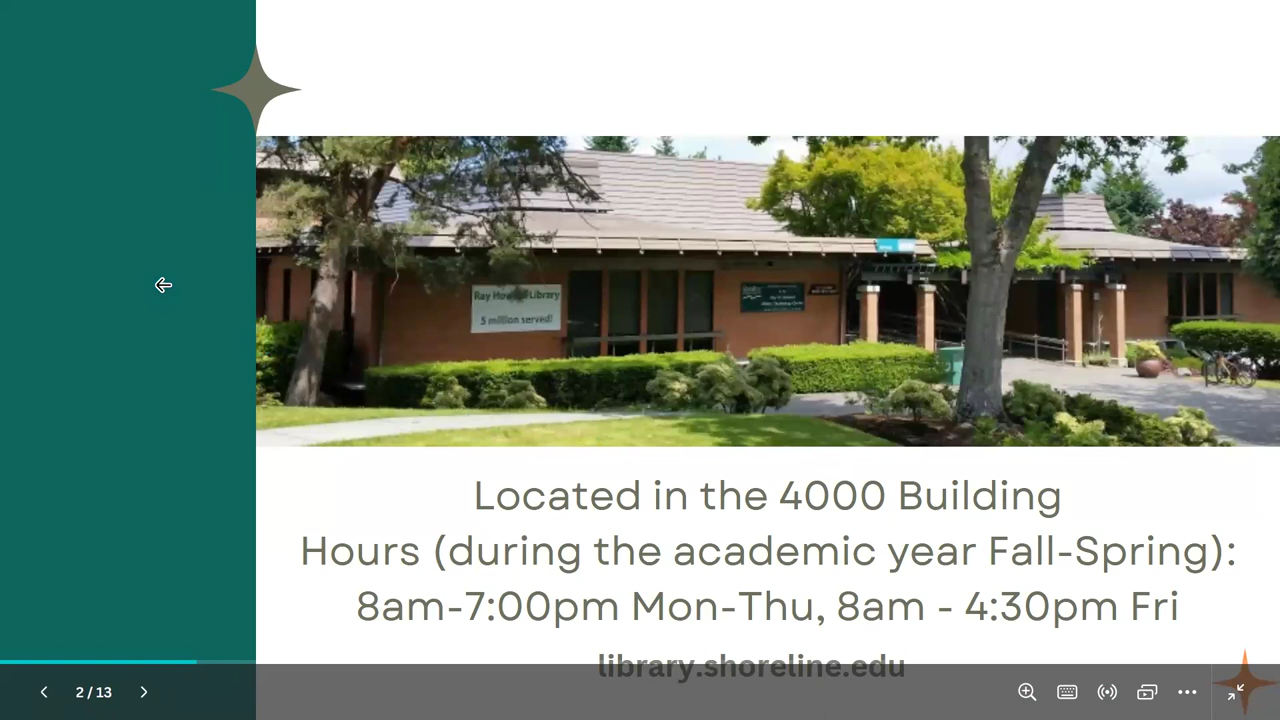 Ray How Library
5 million served!
Located in the 4000 Building
Hours (during the academic year Fall-Spring):
8am-7:00pm Mon-Thu, 8am - 4:30pm Fri
library.shoreline.edu
2 / 13